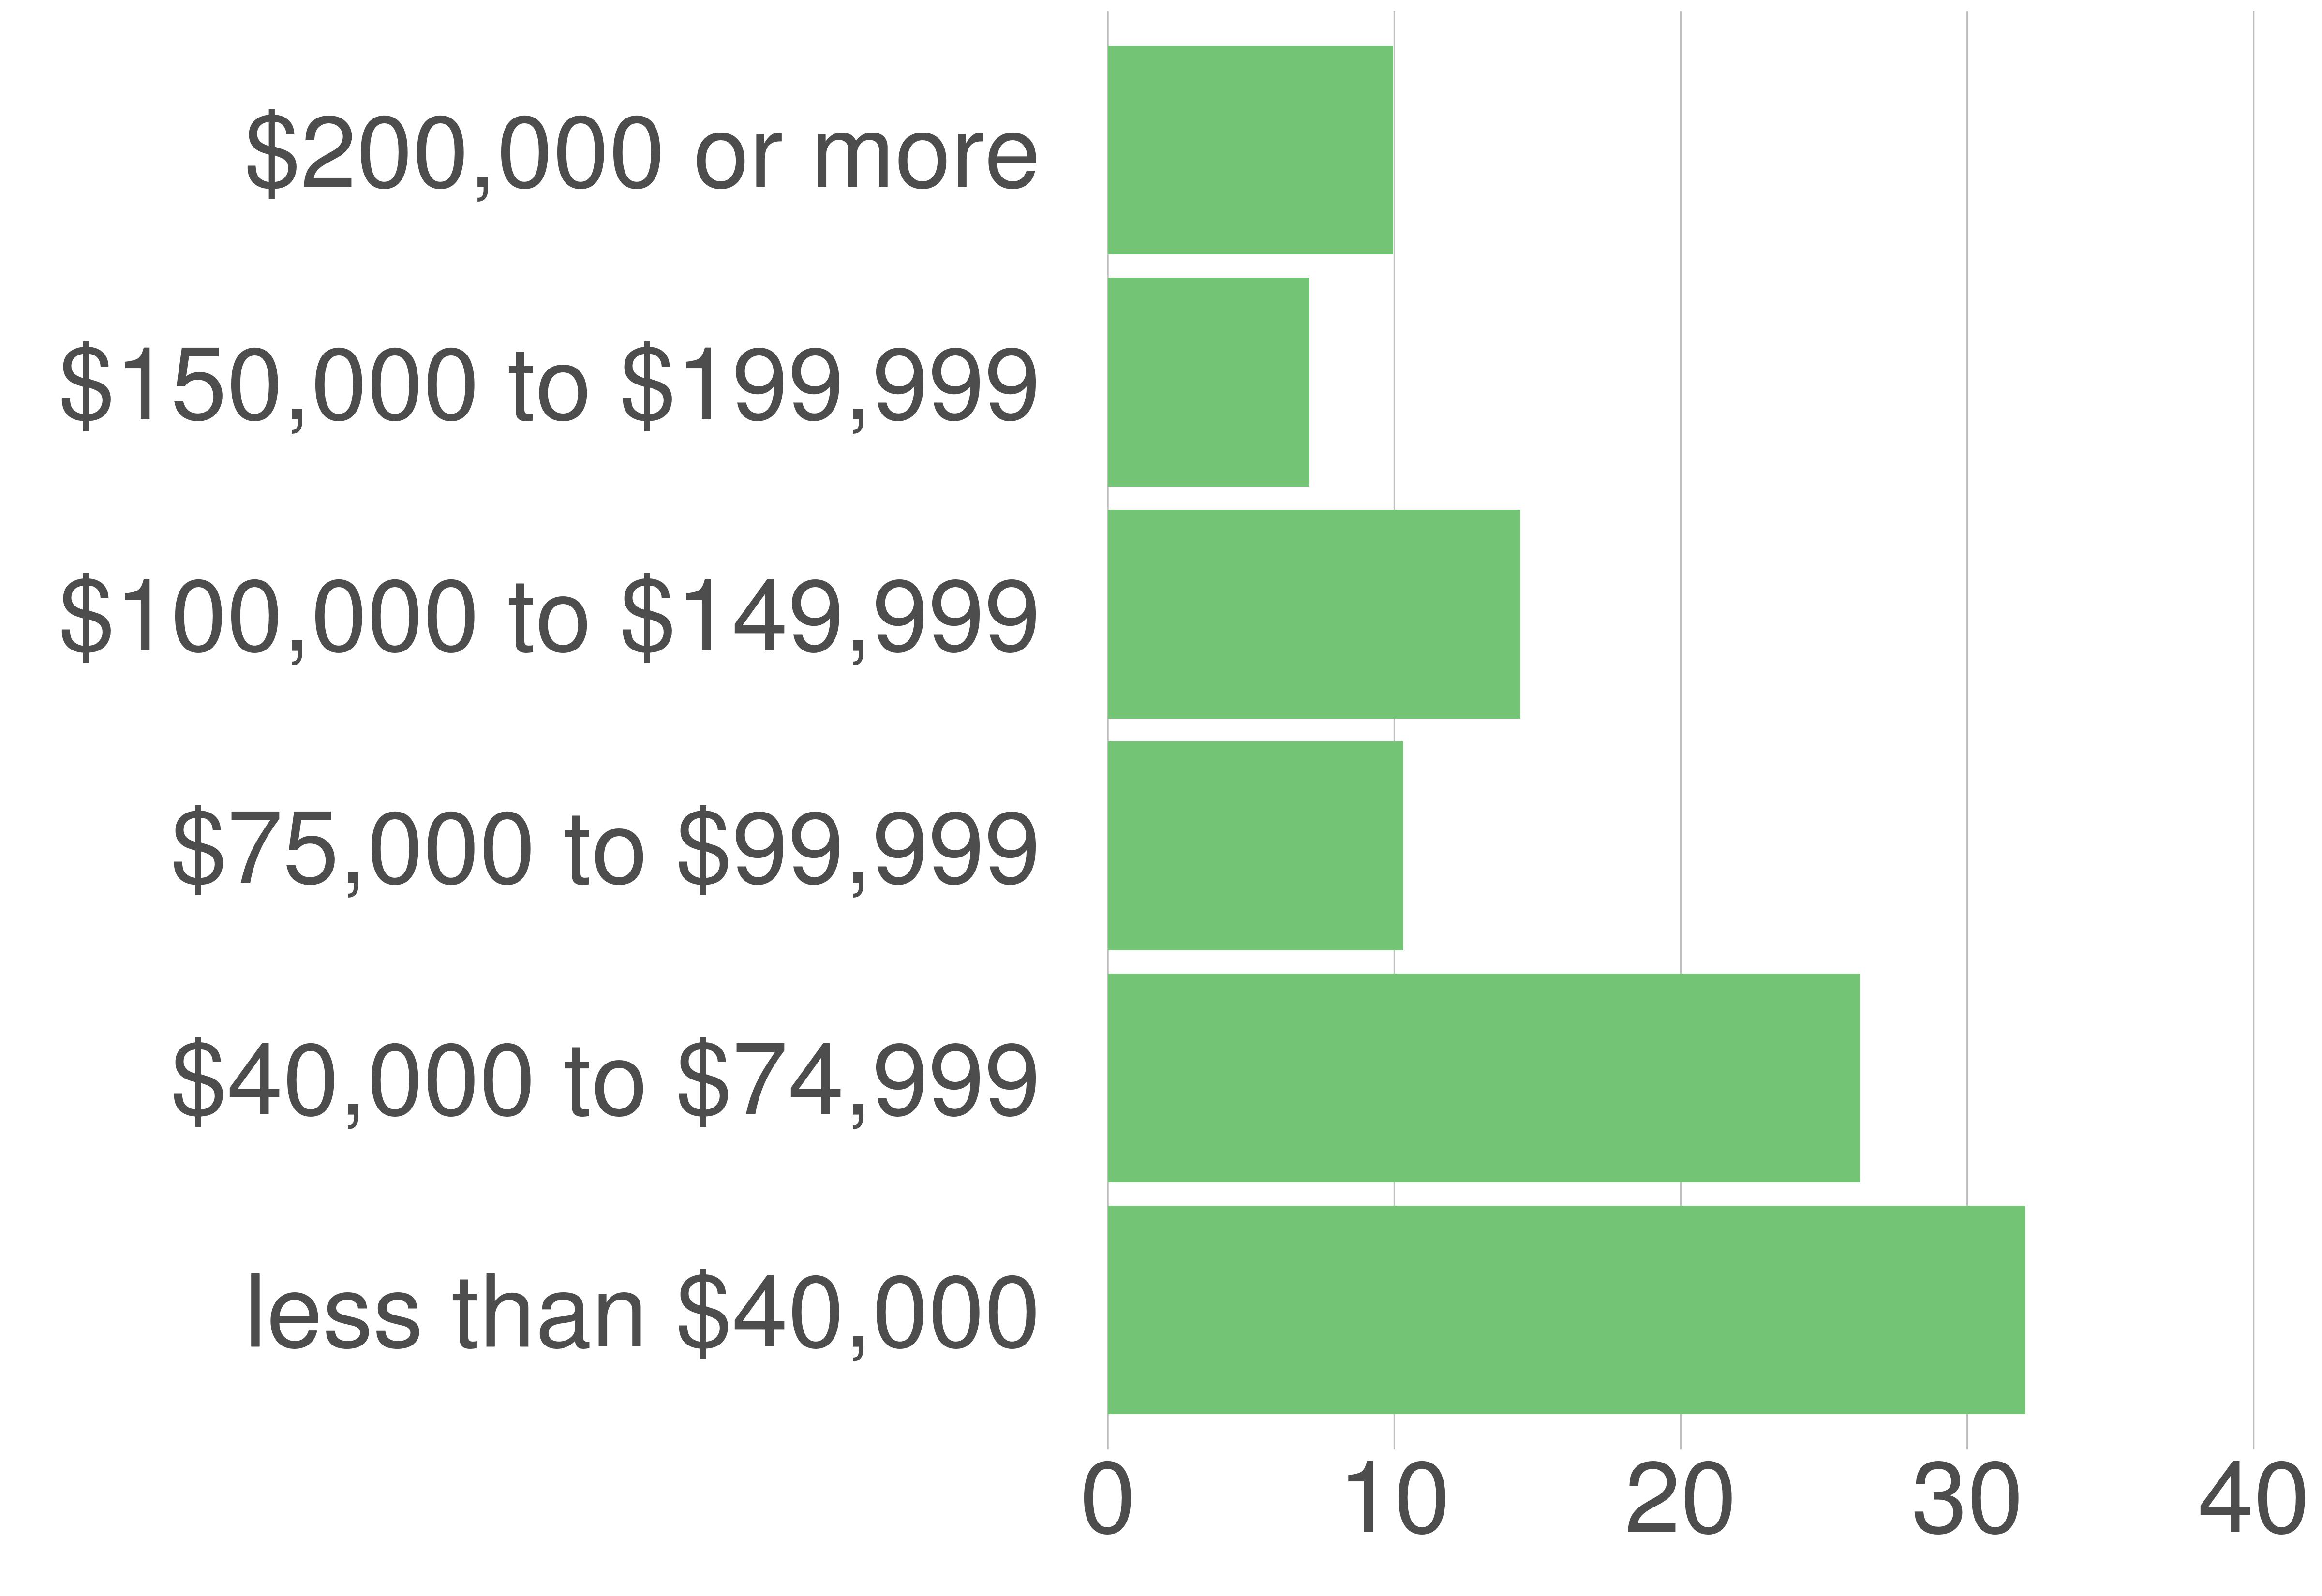 $200,000 or more
$150,000 to $199,999
$100,000 to $149,999
$75,000 to $99,999
$40,000 to $74,999
less than $40,000
0 10 20 30 40